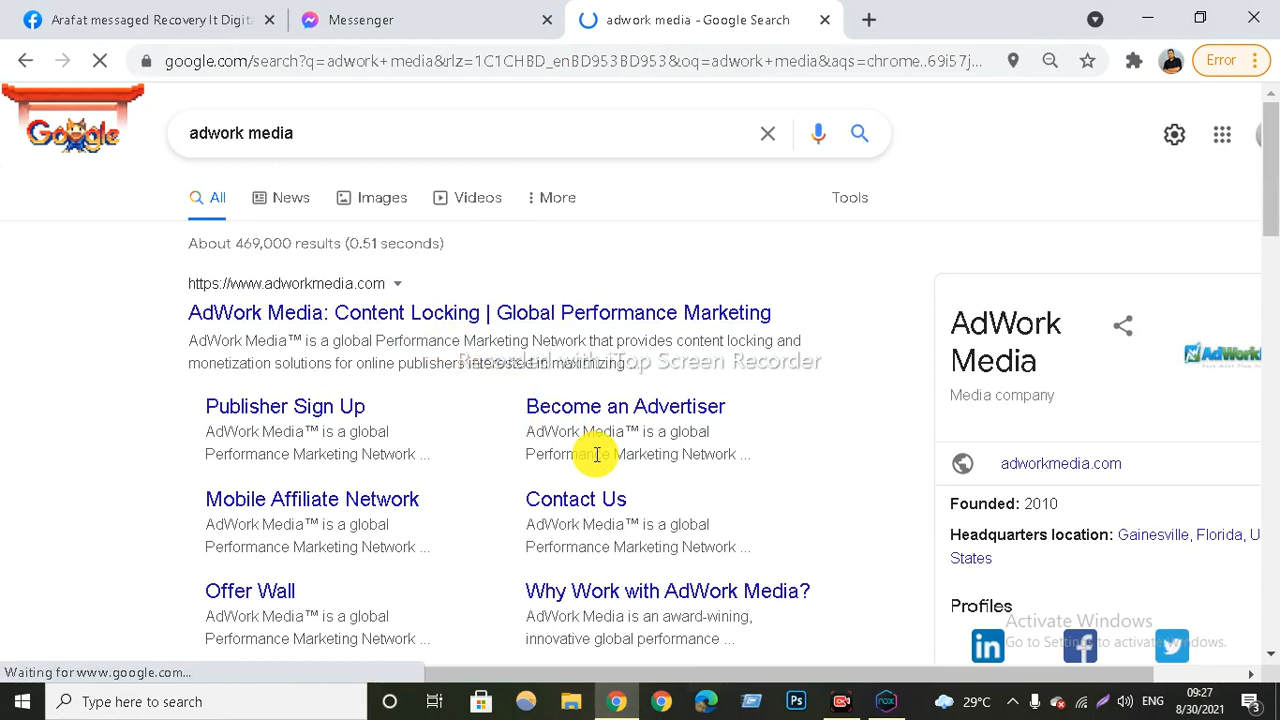 Arafat messaged Recovery It Digita
Messenger
adwork media - Google Search
google.com/search?q=adwork+media&rlz=1C1CHBD_enBD953BD953&oq=adwork+media&aqs=chrome..69i57j...
Error
Google
adwork media
All
News
Images
Videos
More
Tools
About 469,000 results (0.51 seconds)
https://www.adworkmedia.com
AdWork Media: Content Locking | Global Performance Marketing
AdWork Media™ is a global Performance Marketing Network that provides content locking and
monetization solutions for online publishers interested in maximizing ...
Recorded with iTop Screen Recorder
Publisher Sign Up
AdWork Media™ is a global
Performance Marketing Network ...
Become an Advertiser
AdWork Media™ is a global
Performance Marketing Network ...
Mobile Affiliate Network
AdWork Media™ is a global
Performance Marketing Network ...
Contact Us
AdWork Media™ is a global
Performance Marketing Network ...
Offer Wall
AdWork Media™ is a global
Performance Marketing Network ...
Why Work with AdWork Media?
AdWork Media is an award-wining,
innovative global performance ...
AdWork
Media
AdWork
Media company
adworkmedia.com
Founded: 2010
Headquarters location: Gainesville, Florida, U
States
Profiles
Activate Windows
Go to Settings to activate Windows.
Waiting for www.google.com...
Type here to search
Ps
nox
29°C
ENG
09:27
8/30/2021
3